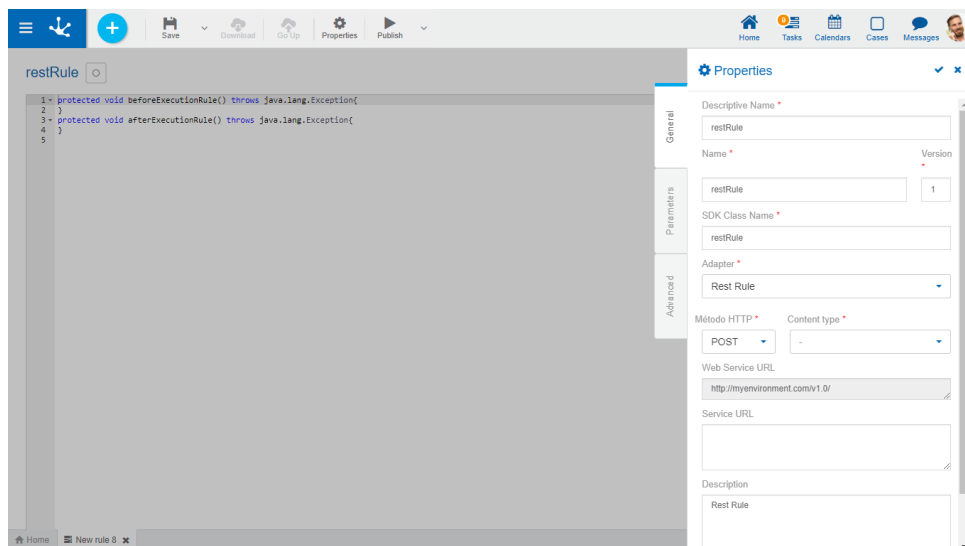 Save
Download
Go Up
Properties
Publish
Home
0
Tasks
Calendars
Cases
Messages
restRule
1 protected void beforeExecutionRule() throws java.lang.Exception{
2 }
3 protected void afterExecutionRule() throws java.lang.Exception{
4 }
5
General
Parameters
Advanced
Properties
Descriptive Name *
restRule
Name * Version *
restRule 1
SDK Class Name *
restRule
Adapter *
Rest Rule
Método HTTP * Content type *
POST -
Web Service URL
http://myenvironment.com/v1.0/
Service URL
Description
Rest Rule
Home New rule 8